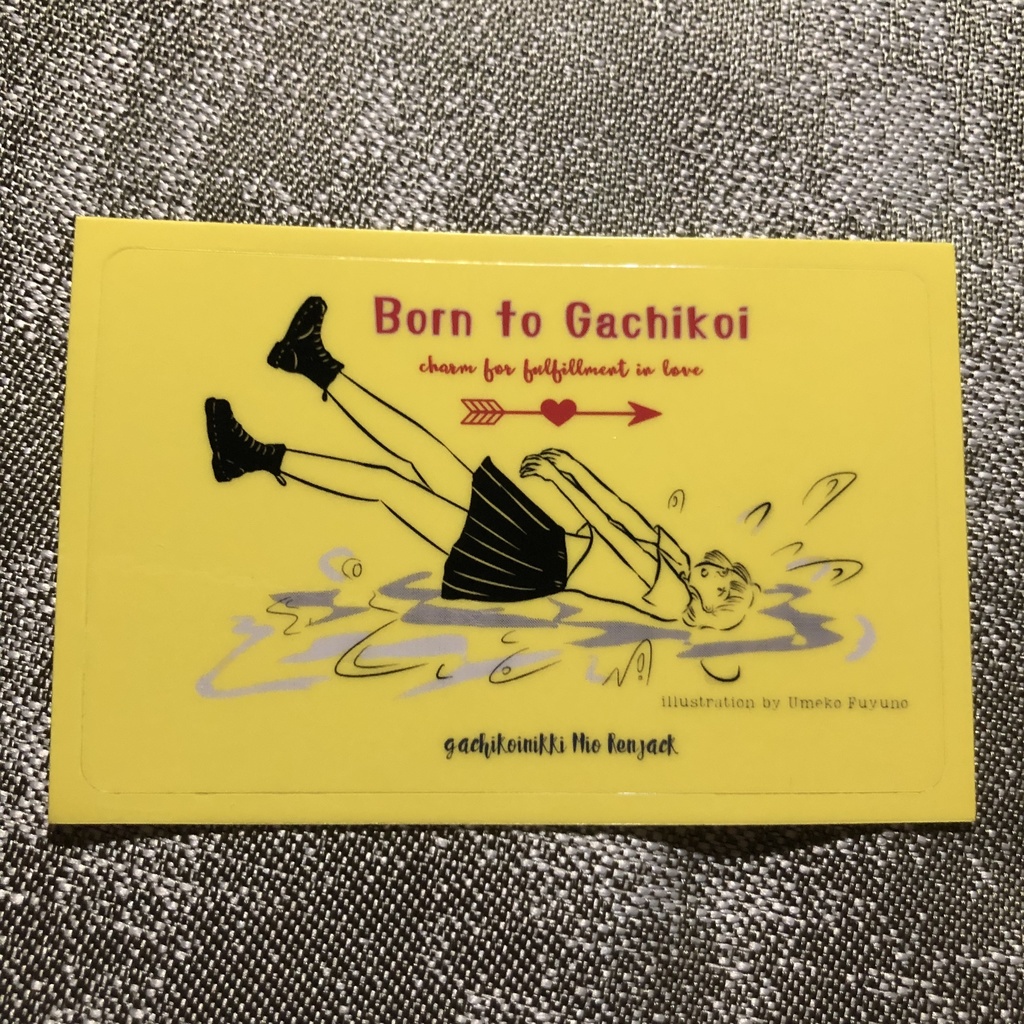 Born to Gachikoi
charm for fulfillment in love
illustration by Umeko Fuyuno
gachikoinikki Mio Renjack